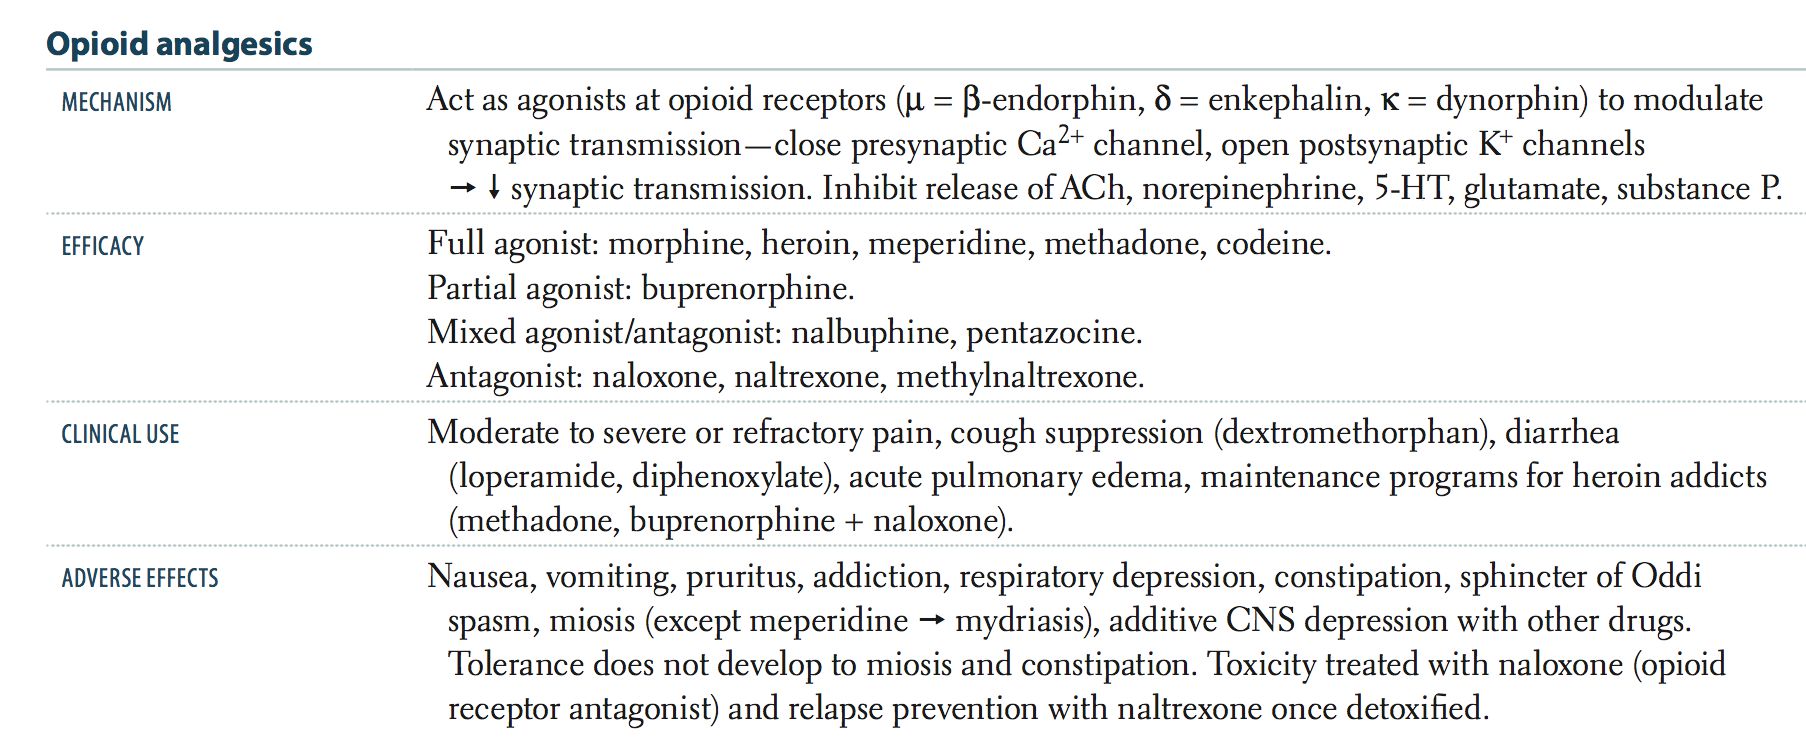 Opioid analgesics
MECHANISM
Act as agonists at opioid receptors (μ = β-endorphin, δ = enkephalin, κ = dynorphin) to modulate
synaptic transmission—close presynaptic Ca²⁺ channel, open postsynaptic K⁺ channels
→ ↓ synaptic transmission. Inhibit release of ACh, norepinephrine, 5-HT, glutamate, substance P.
EFFICACY
Full agonist: morphine, heroin, meperidine, methadone, codeine.
Partial agonist: buprenorphine.
Mixed agonist/antagonist: nalbuphine, pentazocine.
Antagonist: naloxone, naltrexone, methylnaltrexone.
CLINICAL USE
Moderate to severe or refractory pain, cough suppression (dextromethorphan), diarrhea
(loperamide, diphenoxylate), acute pulmonary edema, maintenance programs for heroin addicts
(methadone, buprenorphine + naloxone).
ADVERSE EFFECTS
Nausea, vomiting, pruritus, addiction, respiratory depression, constipation, sphincter of Oddi
spasm, miosis (except meperidine → mydriasis), additive CNS depression with other drugs.
Tolerance does not develop to miosis and constipation. Toxicity treated with naloxone (opioid
receptor antagonist) and relapse prevention with naltrexone once detoxified.